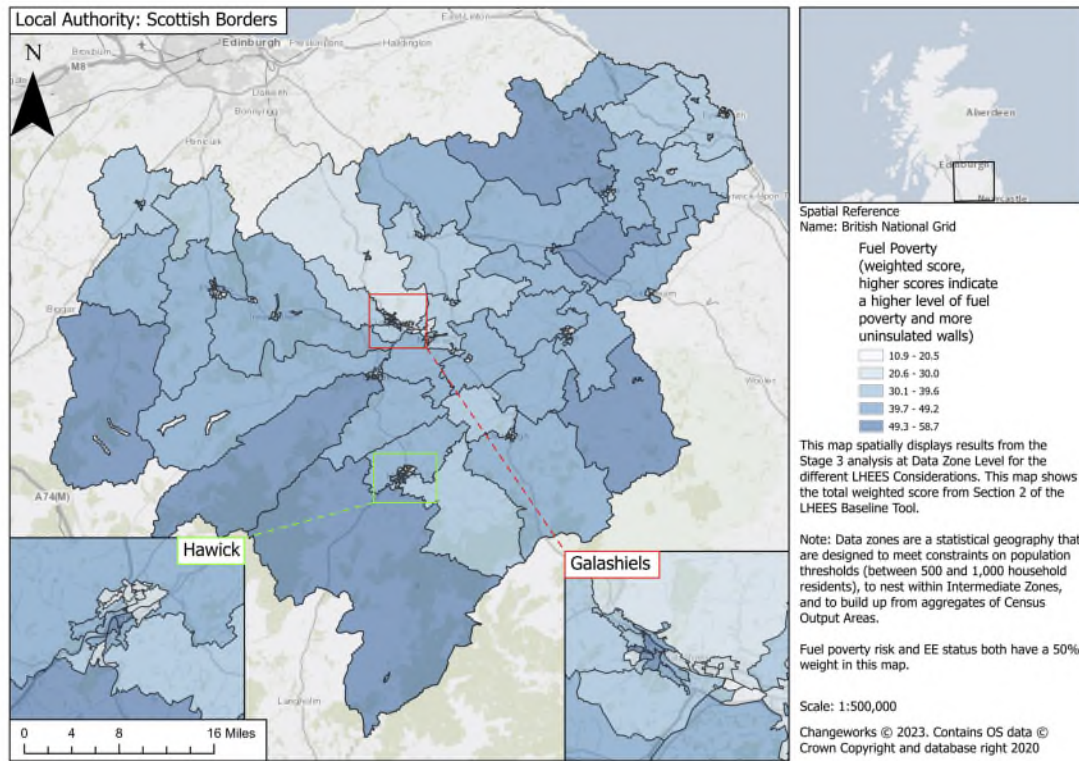 Local Authority: Scottish Borders
N
Edinburgh
Haddington
M8
Dalkeith
Bonnyrigg
Penicuik
Biggar
Wooler
A74(M)
Langholm
Hawick
Galashiels
0 4 8 16 Miles
Aberdeen
Edinburgh
Newcastle
Spatial Reference
Name: British National Grid
Fuel Poverty
(weighted score,
higher scores indicate
a higher level of fuel
poverty and more
uninsulated walls)
10.9 - 20.5
20.6 - 30.0
30.1 - 39.6
39.7 - 49.2
49.3 - 58.7
This map spatially displays results from the
Stage 3 analysis at Data Zone Level for the
different LHEES Considerations. This map shows
the total weighted score from Section 2 of the
LHEES Baseline Tool.
Note: Data zones are a statistical geography that
are designed to meet constraints on population
thresholds (between 500 and 1,000 household
residents), to nest within Intermediate Zones,
and to build up from aggregates of Census
Output Areas.
Fuel poverty risk and EE status both have a 50%
weight in this map.
Scale: 1:500,000
Changeworks © 2023. Contains OS data ©
Crown Copyright and database right 2020